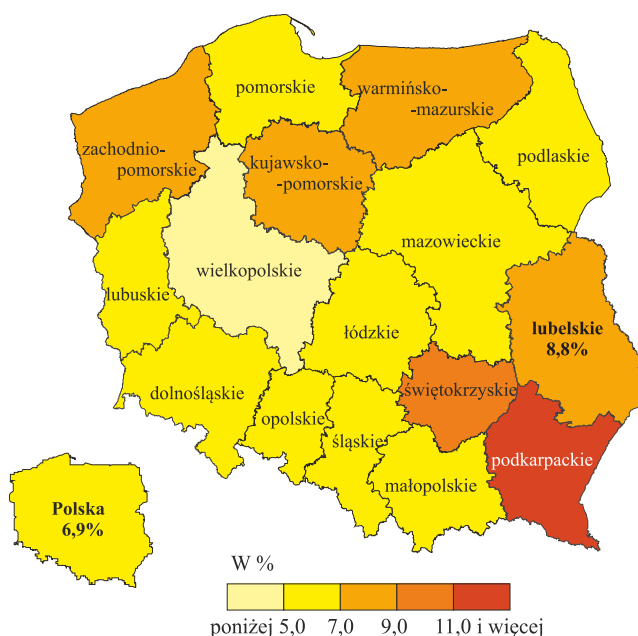 pomorskie
warmińsko-
-mazurskie
zachodnio-
pomorskie
kujawsko-
-pomorskie
podlaskie
mazowieckie
wielkopolskie
lubuskie
łódzkie
lubelskie
8,8%
dolnośląskie
świętokrzyskie
opolskie
śląskie
podkarpackie
małopolskie
Polska
6,9%
W %
poniżej 5,0 7,0 9,0 11,0 i więcej